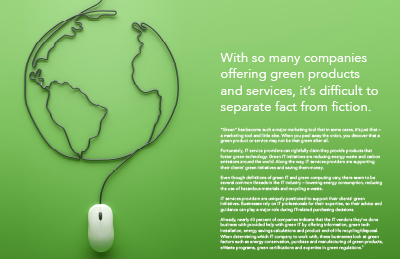 With so many companies
offering green products
and services, it's difficult to
separate fact from fiction.
"Green" has become such a major marketing tool that in some cases, it's just that –
a marketing tool and little else. When you peel away the onion, you discover that a
green product or service may not be that green after all.
Fortunately, IT service providers can rightfully claim they provide products that
foster green technology. Green IT initiatives are reducing energy waste and carbon
emissions around the world. Along the way, IT service providers are supporting
their clients' green initiatives and saving them money.
Even though definitions of green IT and green computing vary, there seem to be
several common threads in the IT industry – lowering energy consumption, reducing
the use of hazardous materials and recycling e-waste.
IT services providers are uniquely positioned to support their clients' green
initiatives. Businesses rely on IT professionals for their expertise, so their advice and
guidance can play a major role during IT-related purchasing decisions.
Already, nearly 60 percent of companies indicate that the IT vendors they've done
business with provided help with green IT by offering information, green tech
installation, energy savings calculations and product end of life recycling/disposal.
When determining which IT company to work with, these businesses look at green
factors such as energy conservation, purchase and manufacturing of green products,
eWaste programs, green certifications and expertise in green regulations.